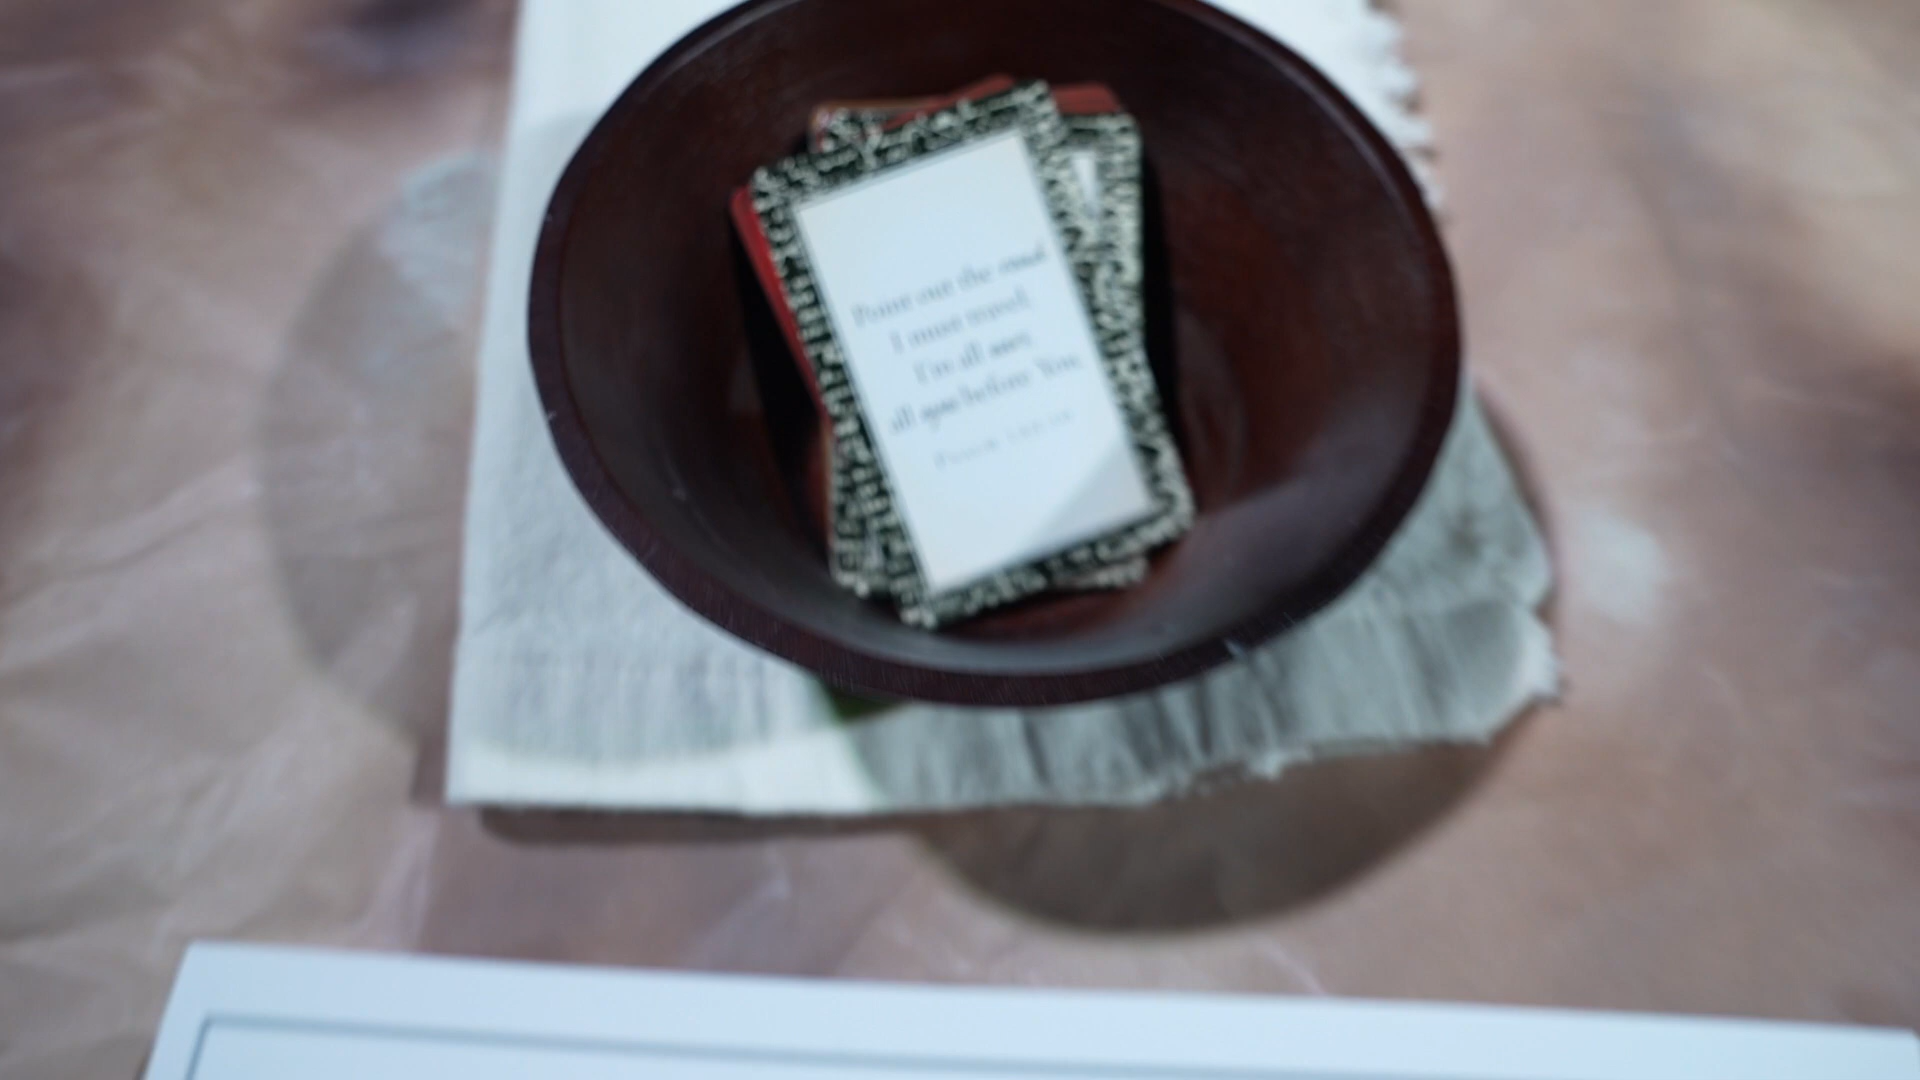 Point out the road
I must travel;
I'm all ears,
all eyes before You.